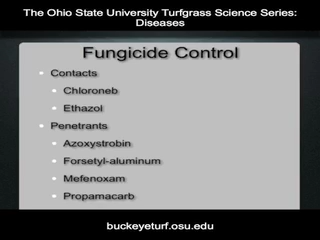 The Ohio State University Turfgrass Science Series:
Diseases
Fungicide Control
• Contacts
• Chloroneb
• Ethazol
• Penetrants
• Azoxystrobin
• Forsetyl-aluminum
• Mefenoxam
• Propamacarb
buckeyeturf.osu.edu